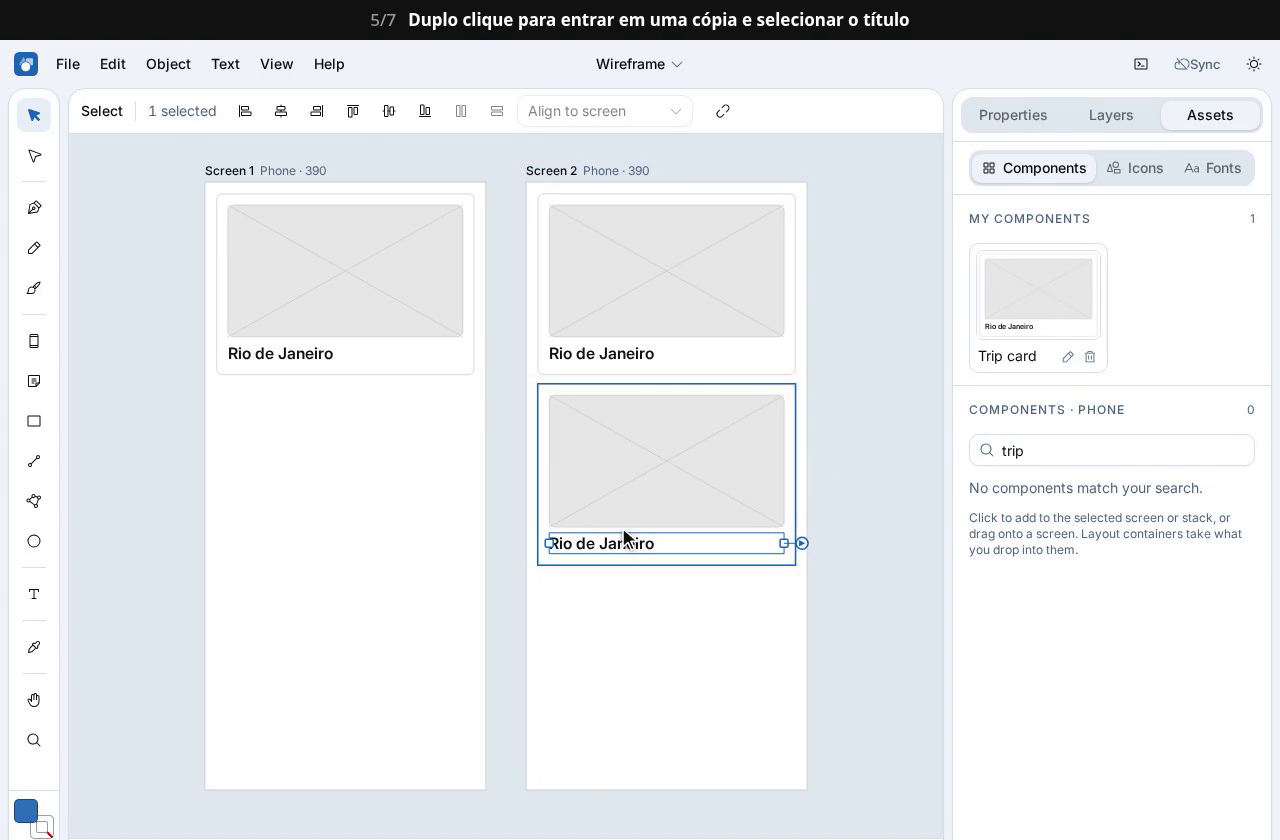 5/7 Duplo clique para entrar em uma cópia e selecionar o título
File Edit Object Text View Help
Wireframe
Sync
Select 1 selected
Align to screen
Properties Layers Assets
Components Icons Aa Fonts
MY COMPONENTS 1
Rio de Janeiro
Trip card
COMPONENTS · PHONE 0
trip
No components match your search.
Click to add to the selected screen or stack, or
drag onto a screen. Layout containers take what
you drop into them.
Screen 1 Phone · 390
Rio de Janeiro
Screen 2 Phone · 390
Rio de Janeiro
Rio de Janeiro